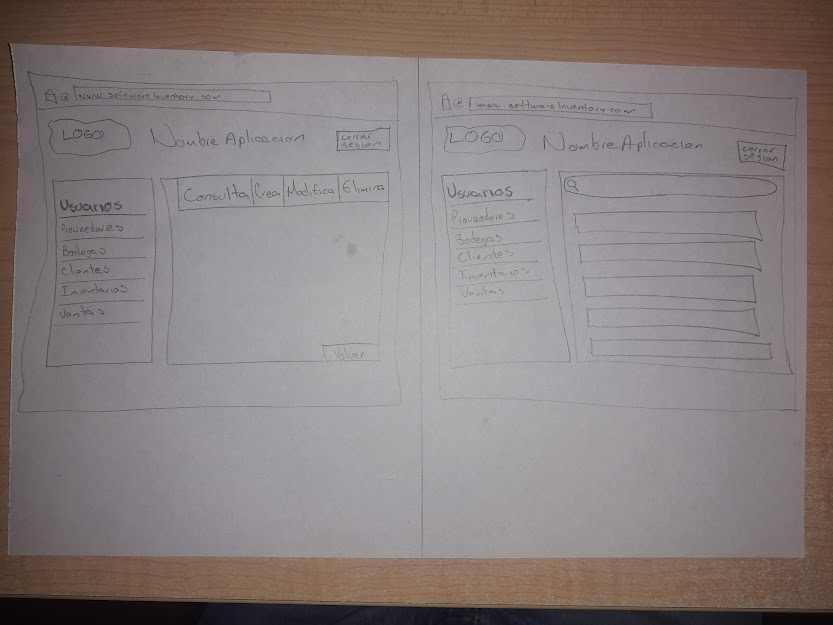 www.softwareInventory.com
LOGO
Nombre Aplicacion
cerrar
sesion
Usuarios
Proveedores
Bodegas
Clientes
Inventarios
Ventas
Consulta Crea Modifica Elimina
Volver
www.softwareInventory.com
LOGO
Nombre Aplicacion
cerrar
sesion
Usuarios
Proveedores
Bodegas
Clientes
Inventarios
Ventas